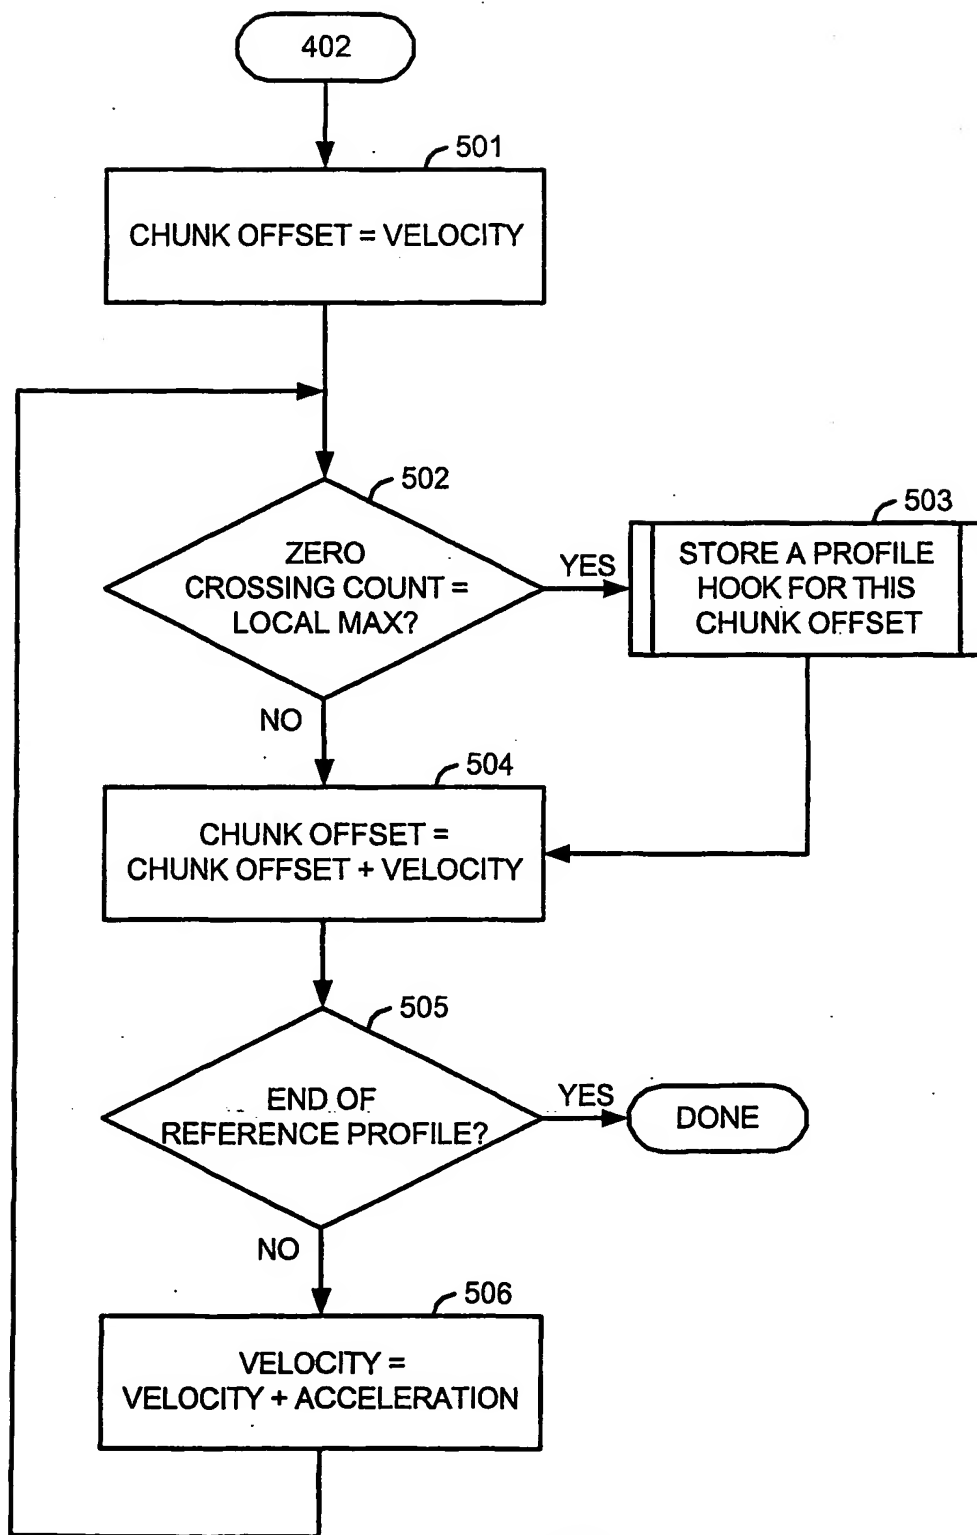 402
501
CHUNK OFFSET = VELOCITY
502
ZERO
CROSSING COUNT =
LOCAL MAX?
YES
503
STORE A PROFILE
HOOK FOR THIS
CHUNK OFFSET
NO
504
CHUNK OFFSET =
CHUNK OFFSET + VELOCITY
505
END OF
REFERENCE PROFILE?
YES
DONE
NO
506
VELOCITY =
VELOCITY + ACCELERATION